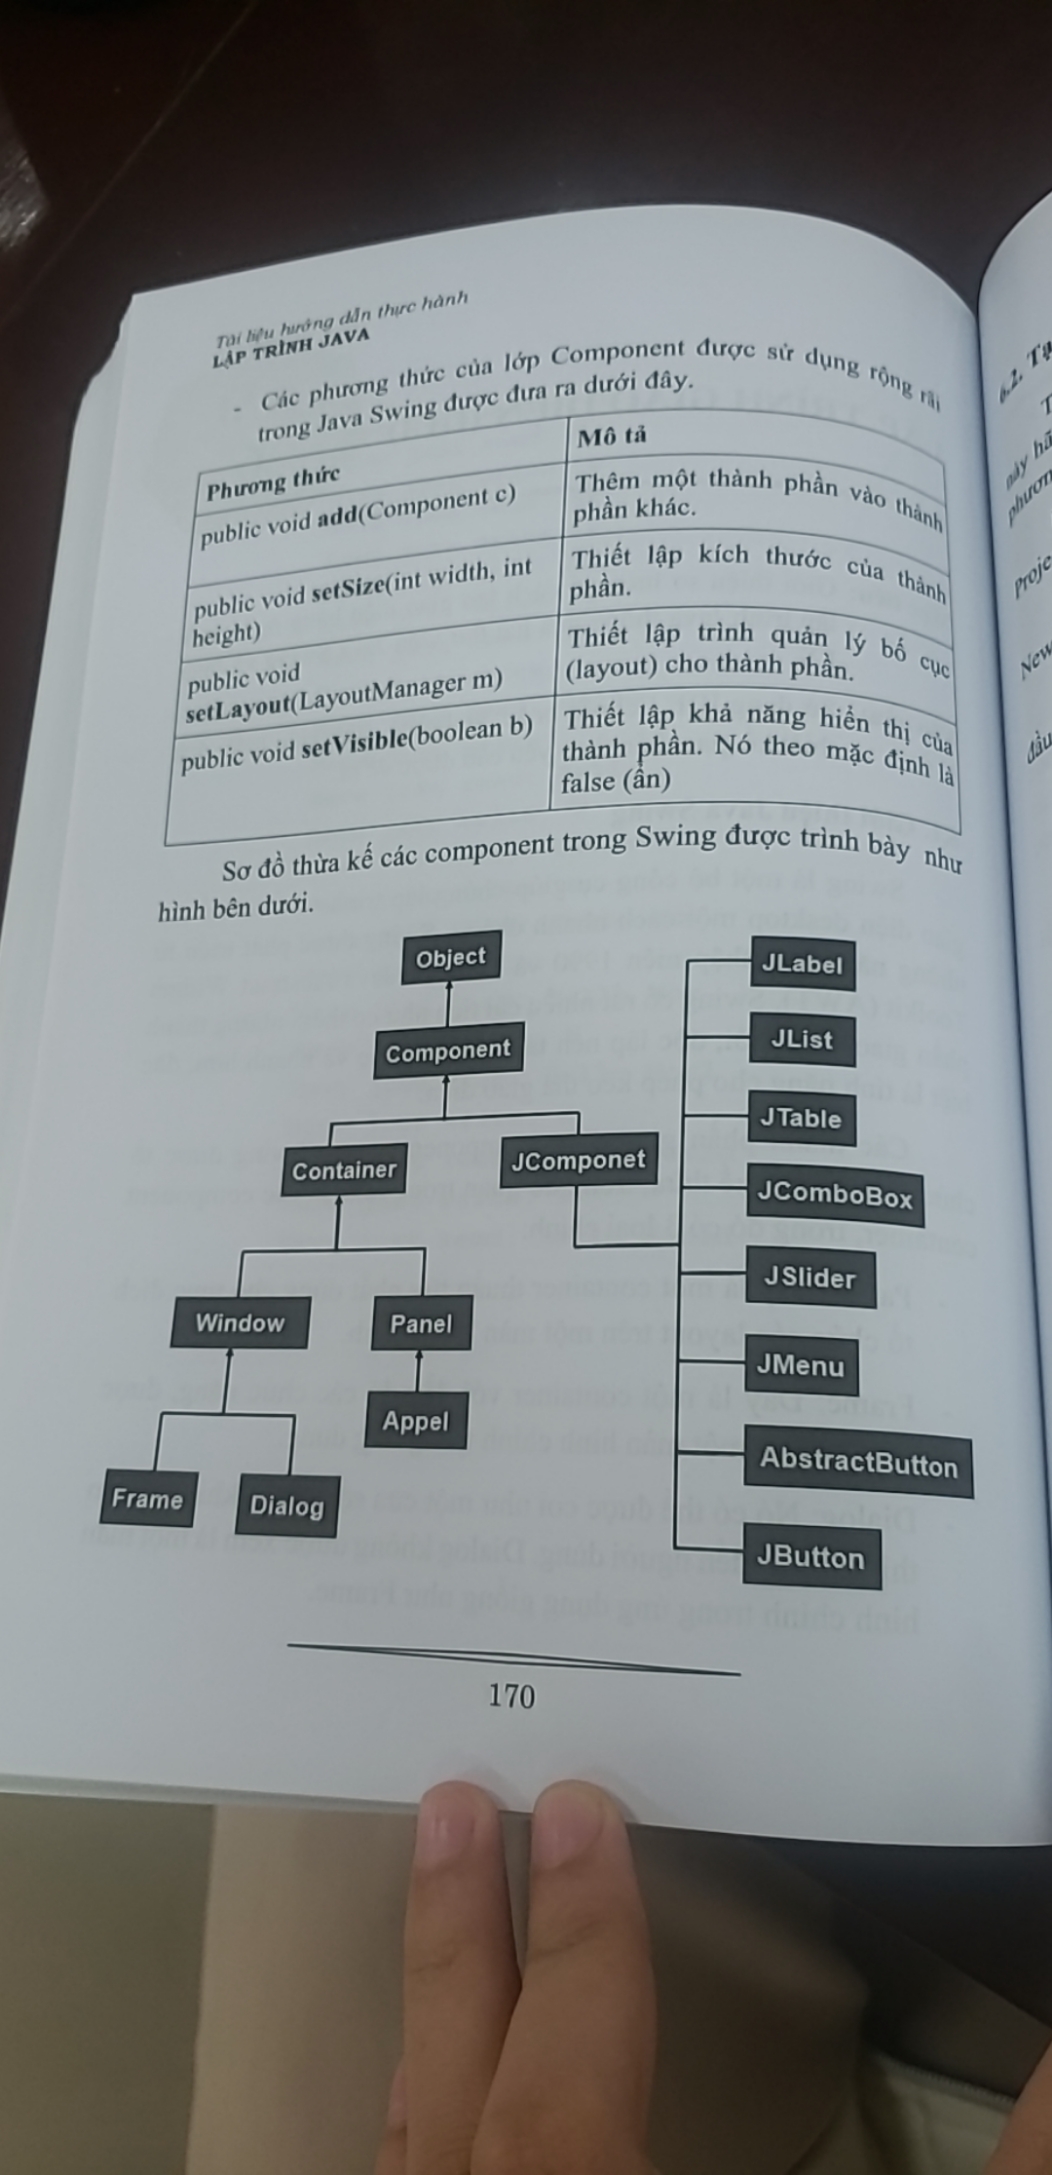 Tài liệu hướng dẫn thực hành
LẬP TRÌNH JAVA
- Các phương thức của lớp Component được sử dụng rộng rãi
trong Java Swing được đưa ra dưới đây.
Phương thức
Mô tả
public void add(Component c)
Thêm một thành phần vào thành
phần khác.
public void setSize(int width, int
height)
Thiết lập kích thước của thành
phần.
public void
setLayout(LayoutManager m)
Thiết lập trình quản lý bố cục
(layout) cho thành phần.
public void setVisible(boolean b)
Thiết lập khả năng hiển thị của
thành phần. Nó theo mặc định là
false (ẩn)
Sơ đồ thừa kế các component trong Swing được trình bày như
hình bên dưới.
Object
Component
Container
JComponet
Window
Panel
Appel
Frame
Dialog
JLabel
JList
JTable
JComboBox
JSlider
JMenu
AbstractButton
JButton
170
6.2.